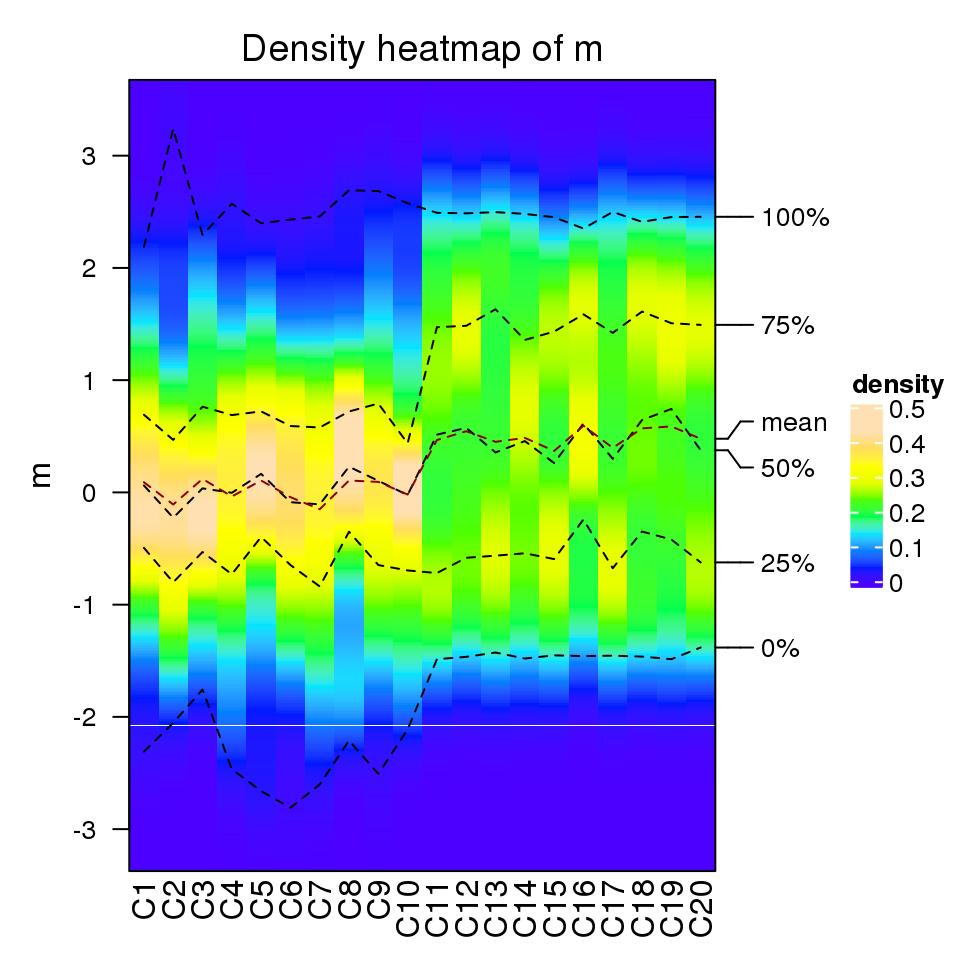 Density heatmap of m
m
3
2
1
0
-1
-2
-3
100%
75%
mean
50%
25%
0%
density
0.5
0.4
0.3
0.2
0.1
0
C1
C2
C3
C4
C5
C6
C7
C8
C9
C10
C11
C12
C13
C14
C15
C16
C17
C18
C19
C20